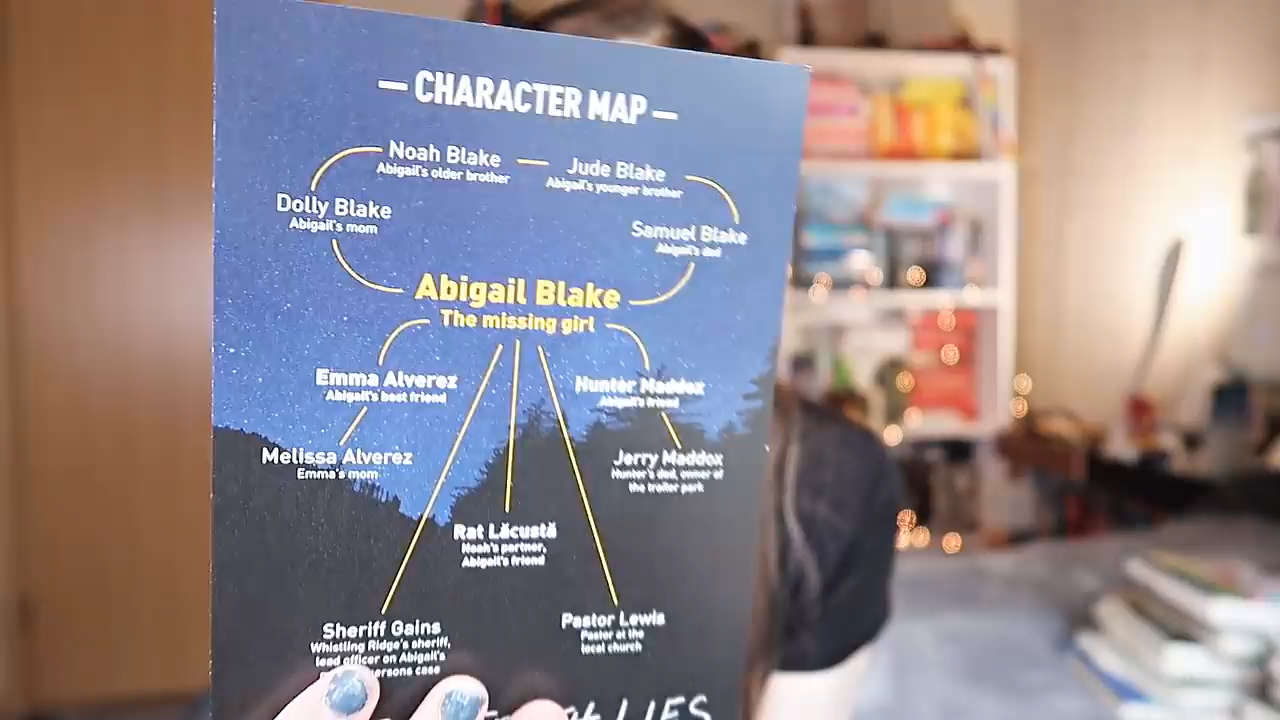 — CHARACTER MAP —
Noah Blake
Abigail's older brother
Jude Blake
Abigail's younger brother
Dolly Blake
Abigail's mom
Samuel Blake
Abigail's dad
Abigail Blake
The missing girl
Emma Alverez
Abigail's best friend
Hunter Maddox
Abigail's friend
Melissa Alverez
Emma's mom
Jerry Maddox
Hunter's dad, owner of
the trailer park
Rat Lăcustă
Noah's partner,
Abigail's friend
Sheriff Gains
Whistling Ridge's sheriff,
lead officer on Abigail's
persons case
Pastor Lewis
Pastor at the
local church
LIES